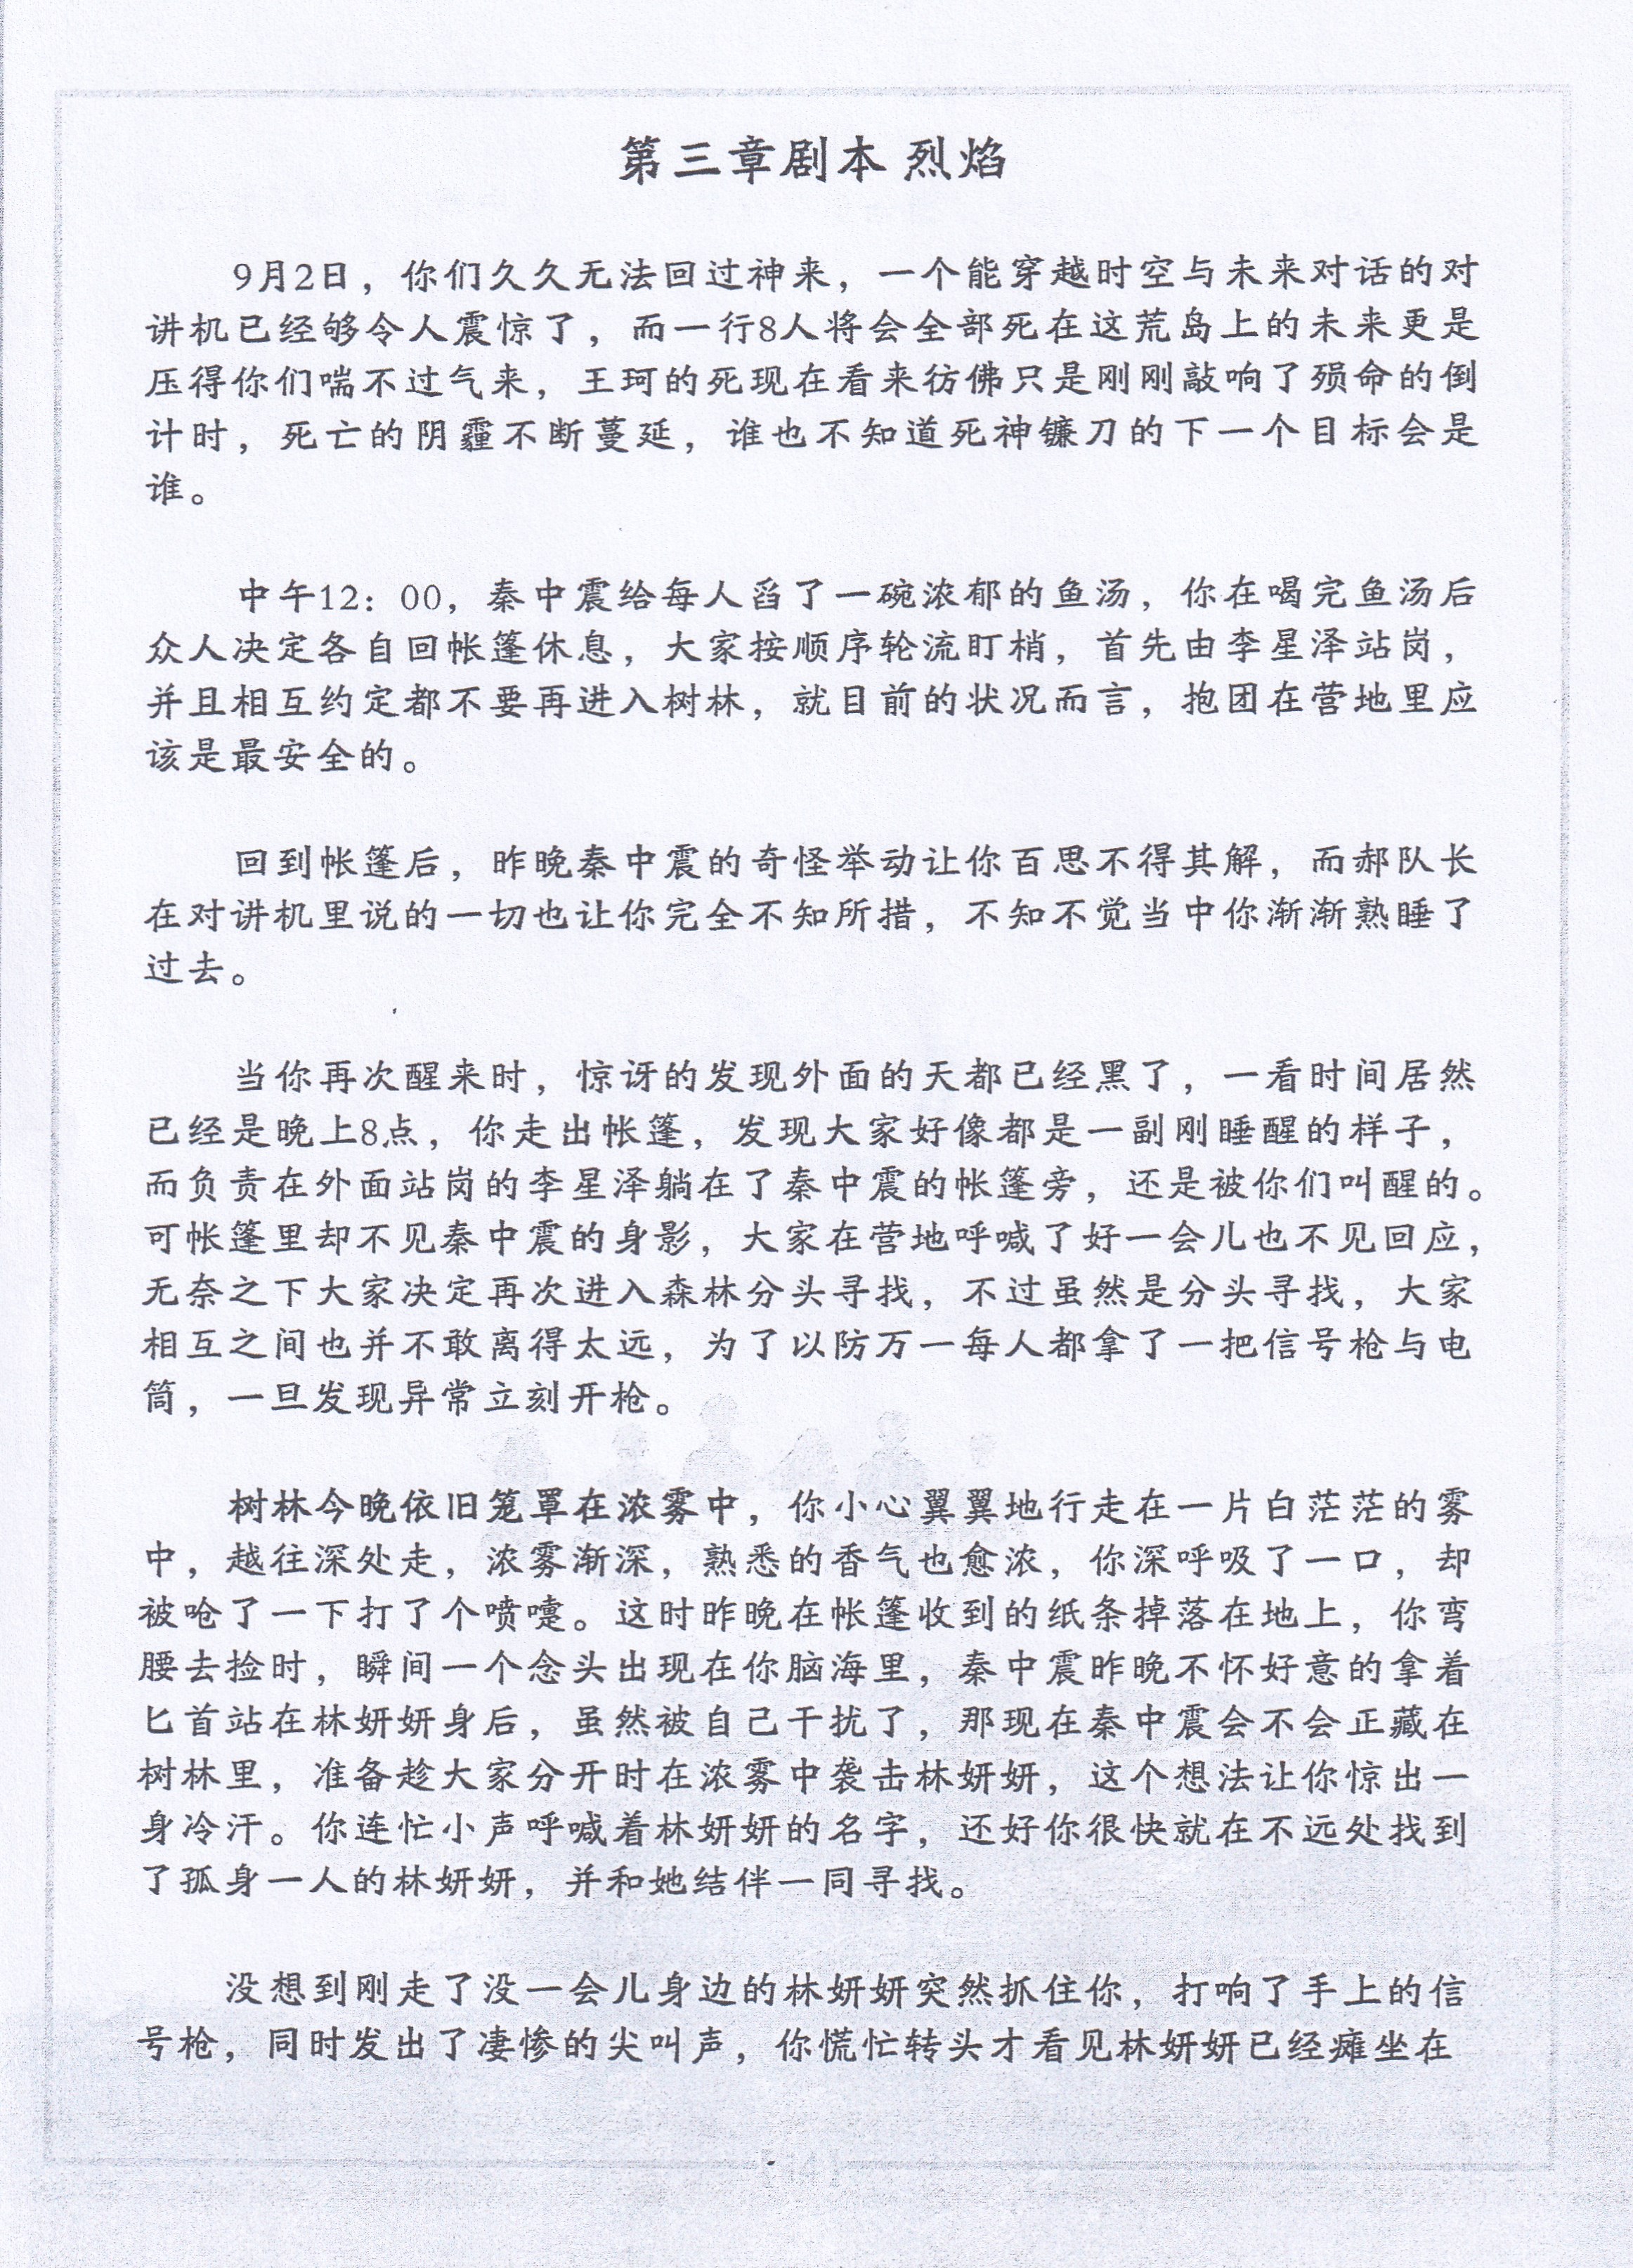 第三章剧本 烈焰
9月2日，你们久久无法回过神来，一个能穿越时空与未来对话的对
讲机已经够令人震惊了，而一行8人将会全部死在这荒岛上的未来更是
压得你们喘不过气来，王珂的死现在看来彷佛只是刚刚敲响了殒命的倒
计时，死亡的阴霾不断蔓延，谁也不知道死神镰刀的下一个目标会是
谁。
中午12：00，秦中震给每人舀了一碗浓郁的鱼汤，你在喝完鱼汤后
众人决定各自回帐篷休息，大家按顺序轮流盯梢，首先由李星泽站岗，
并且相互约定都不要再进入树林，就目前的状况而言，抱团在营地里应
该是最安全的。
回到帐篷后，昨晚秦中震的奇怪举动让你百思不得其解，而郝队长
在对讲机里说的一切也让你完全不知所措，不知不觉当中你渐渐熟睡了
过去。
当你再次醒来时，惊讶的发现外面的天都已经黑了，一看时间居然
已经是晚上8点，你走出帐篷，发现大家好像都是一副刚睡醒的样子，
而负责在外面站岗的李星泽躺在了秦中震的帐篷旁，还是被你们叫醒的。
可帐篷里却不见秦中震的身影，大家在营地呼喊了好一会儿也不见回应，
无奈之下大家决定再次进入森林分头寻找，不过虽然是分头寻找，大家
相互之间也并不敢离得太远，为了以防万一每人都拿了一把信号枪与电
筒，一旦发现异常立刻开枪。
树林今晚依旧笼罩在浓雾中，你小心翼翼地行走在一片白茫茫的雾
中，越往深处走，浓雾渐深，熟悉的香气也愈浓，你深呼吸了一口，却
被呛了一下打了个喷嚏。这时昨晚在帐篷收到的纸条掉落在地上，你弯
腰去捡时，瞬间一个念头出现在你脑海里，秦中震昨晚不怀好意的拿着
匕首站在林妍妍身后，虽然被自己干扰了，那现在秦中震会不会正藏在
树林里，准备趁大家分开时在浓雾中袭击林妍妍，这个想法让你惊出一
身冷汗。你连忙小声呼喊着林妍妍的名字，还好你很快就在不远处找到
了孤身一人的林妍妍，并和她结伴一同寻找。
没想到刚走了没一会儿身边的林妍妍突然抓住你，打响了手上的信
号枪，同时发出了凄惨的尖叫声，你慌忙转头才看见林妍妍已经瘫坐在